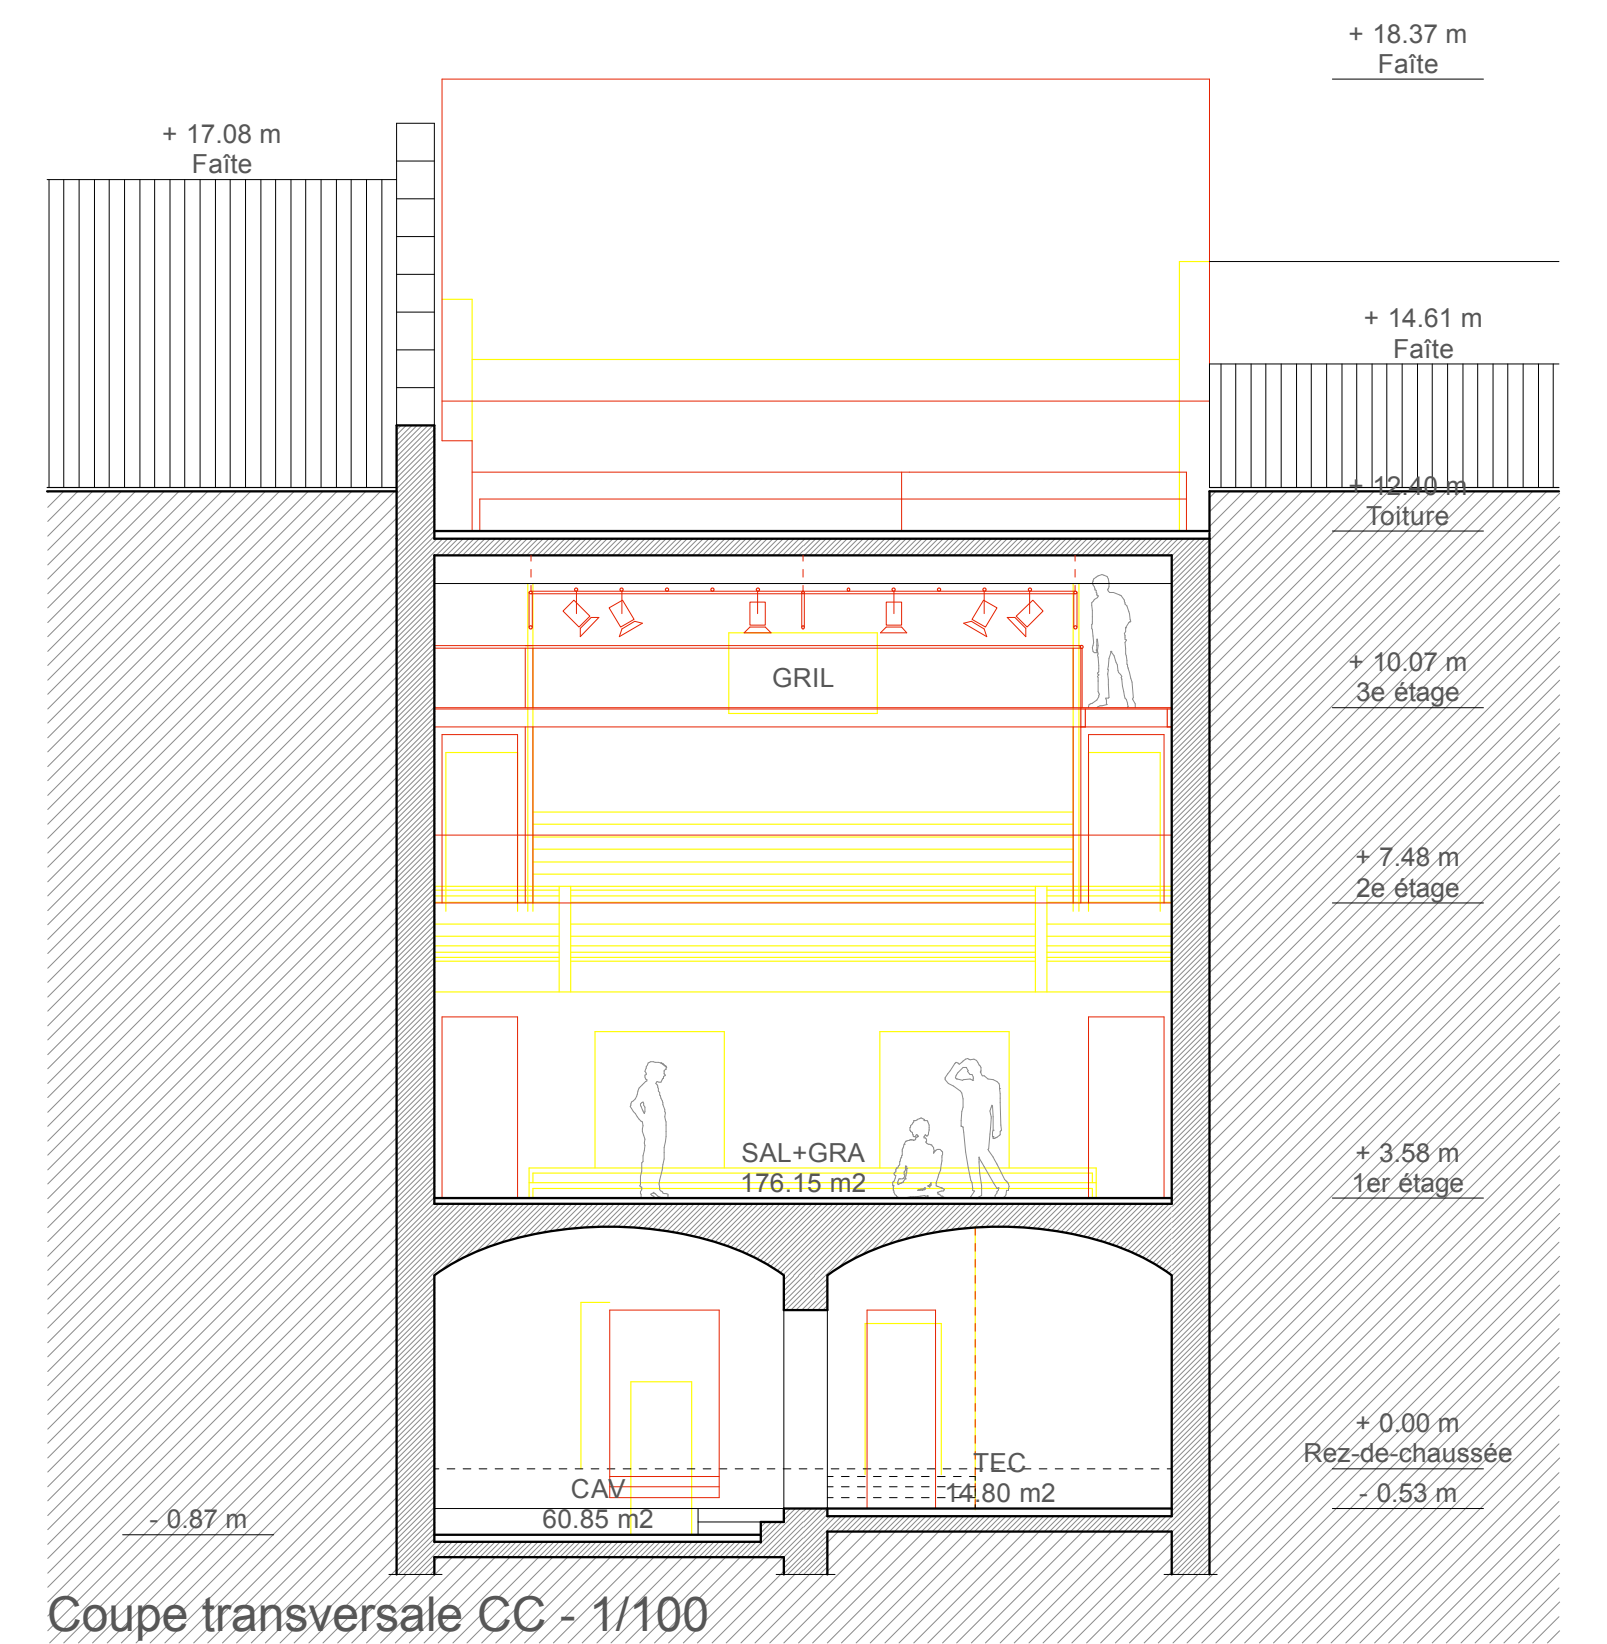 + 18.37 m
Faîte
+ 17.08 m
Faîte
+ 14.61 m
Faîte
+ 12.40 m
Toiture
GRIL
+ 10.07 m
3e étage
+ 7.48 m
2e étage
SAL+GRA
176.15 m2
+ 3.58 m
1er étage
+ 0.00 m
Rez-de-chaussée
TEC
14.80 m2
- 0.53 m
CAV
60.85 m2
- 0.87 m
Coupe transversale CC - 1/100